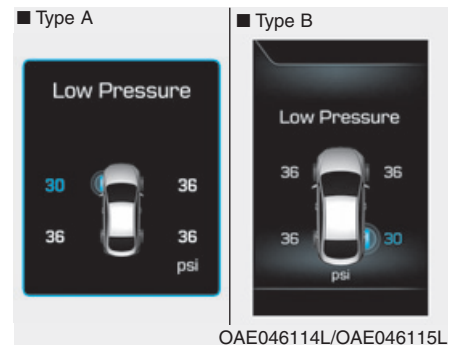 ■ Type A
Low Pressure
30 36
36 36
psi
■ Type B
Low Pressure
36 36
36 30
psi
OAE046114L/OAE046115L